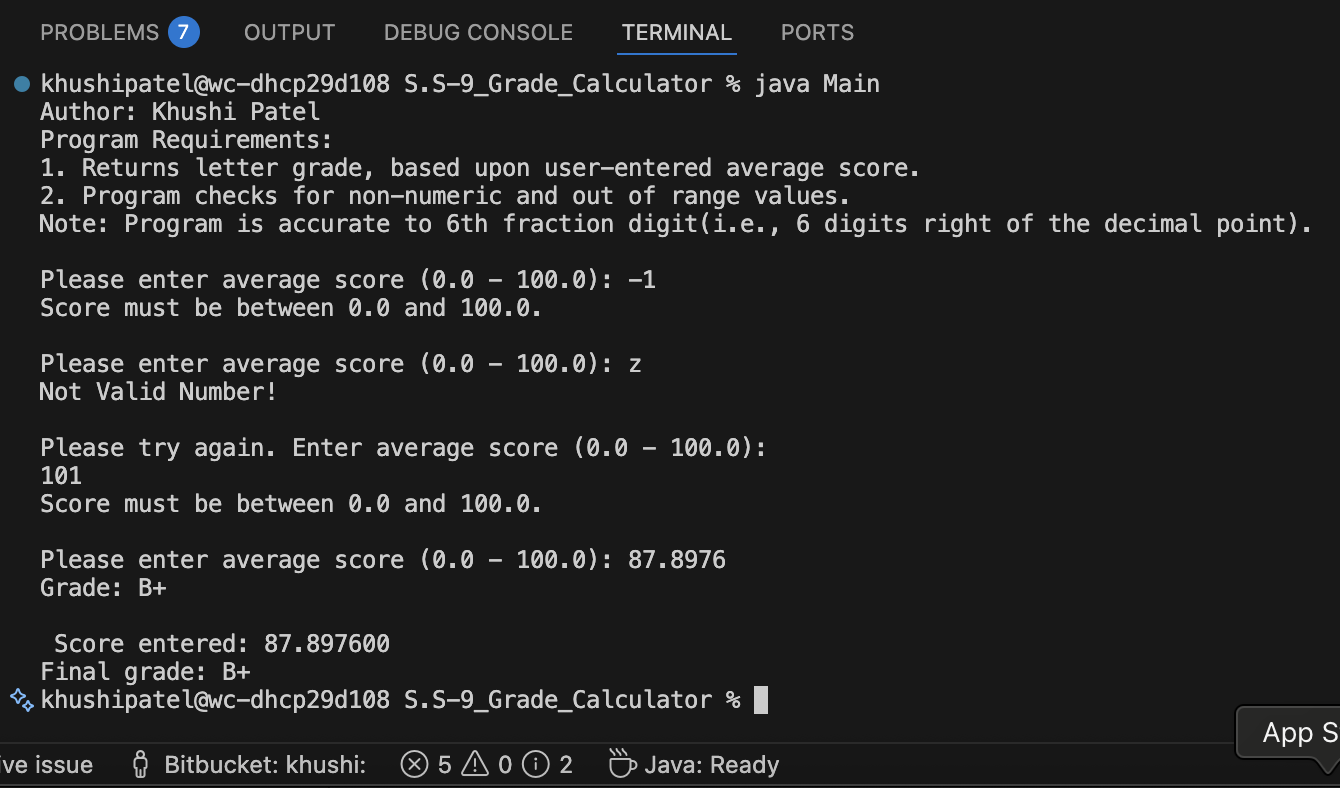 PROBLEMS 7 OUTPUT DEBUG CONSOLE TERMINAL PORTS
khushipatel@wc-dhcp29d108 S.S-9_Grade_Calculator % java Main
Author: Khushi Patel
Program Requirements:
1. Returns letter grade, based upon user-entered average score.
2. Program checks for non-numeric and out of range values.
Note: Program is accurate to 6th fraction digit(i.e., 6 digits right of the decimal point).
Please enter average score (0.0 - 100.0): -1
Score must be between 0.0 and 100.0.
Please enter average score (0.0 - 100.0): z
Not Valid Number!
Please try again. Enter average score (0.0 - 100.0):
101
Score must be between 0.0 and 100.0.
Please enter average score (0.0 - 100.0): 87.8976
Grade: B+
Score entered: 87.897600
Final grade: B+
khushipatel@wc-dhcp29d108 S.S-9_Grade_Calculator %
App S
ive issue Bitbucket: khushi: 5 0 2 Java: Ready